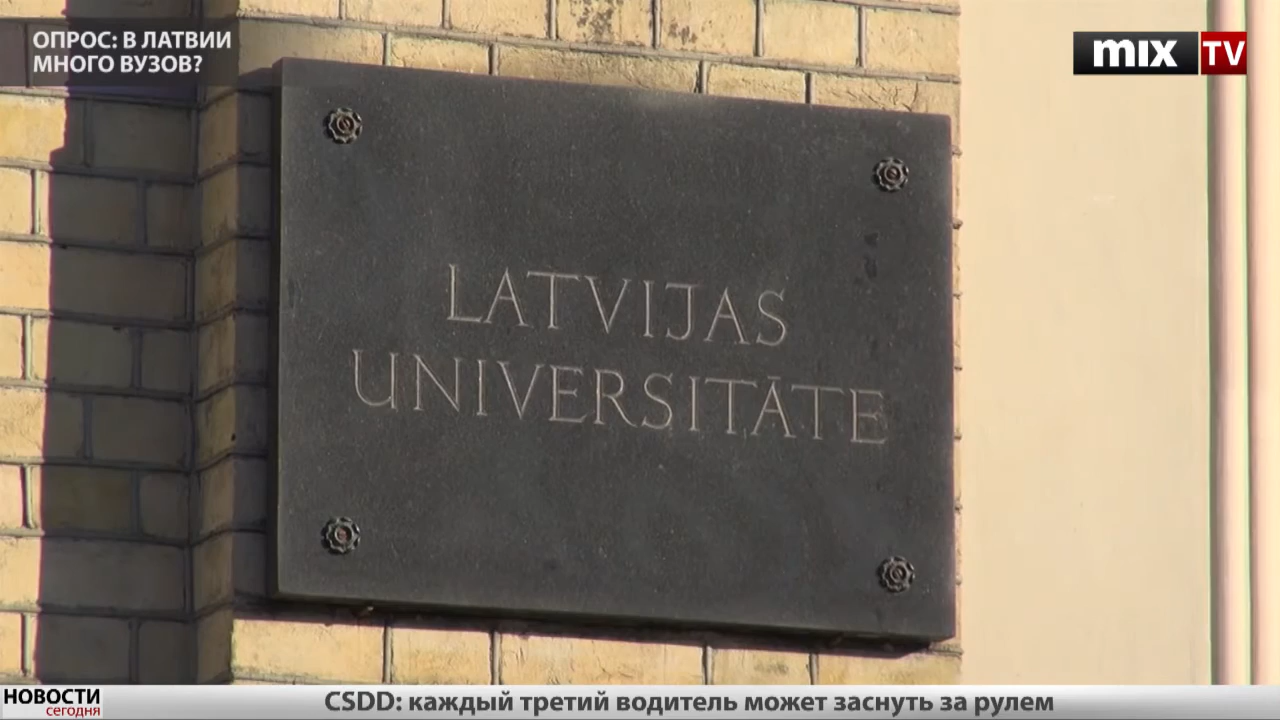 ОПРОС: В ЛАТВИИ
МНОГО ВУЗОВ?
mix TV
LATVIJAS
UNIVERSITĀTE
НОВОСТИ
сегодня
CSDD: каждый третий водитель может заснуть за рулем